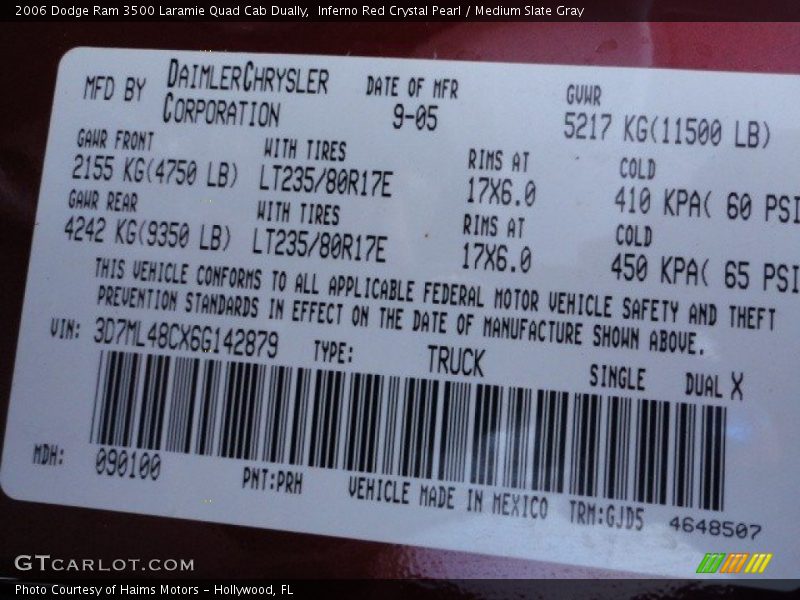 2006 Dodge Ram 3500 Laramie Quad Cab Dually,  Inferno Red Crystal Pearl / Medium Slate Gray
MFD BY DAIMLERCHRYSLER CORPORATION DATE OF MFR 9-05 GVWR 5217 KG(11500 LB)
GAWR FRONT WITH TIRES RIMS AT COLD
2155 KG(4750 LB) LT235/80R17E 17X6.0 410 KPA( 60 PSI
GAWR REAR WITH TIRES RIMS AT COLD
4242 KG(9350 LB) LT235/80R17E 17X6.0 450 KPA( 65 PSI
THIS VEHICLE CONFORMS TO ALL APPLICABLE FEDERAL MOTOR VEHICLE SAFETY AND THEFT
PREVENTION STANDARDS IN EFFECT ON THE DATE OF MANUFACTURE SHOWN ABOVE.
VIN: 3D7ML48CX6G142879 TYPE: TRUCK SINGLE DUAL X
MDH: 090100 PNT:PRH VEHICLE MADE IN MEXICO TRM:GJD5 4648507
GTCARLOT.COM
Photo Courtesy of Haims Motors – Hollywood, FL